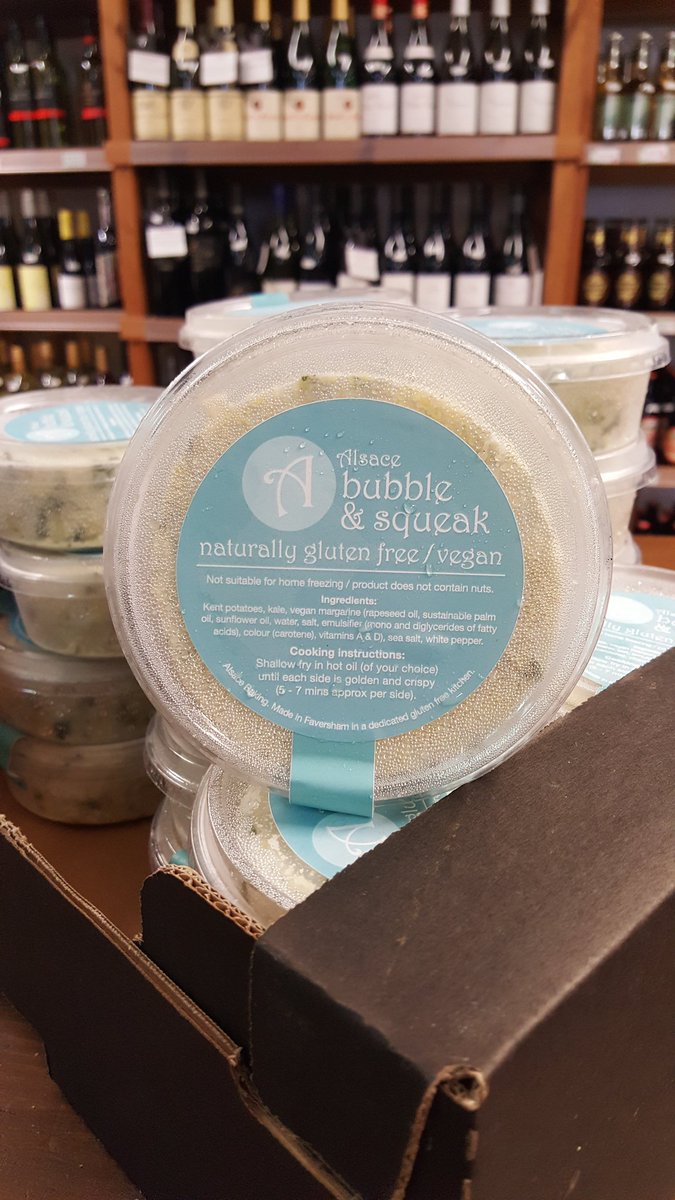 A
Alsace
bubble
& squeak
naturally gluten free / vegan
Not suitable for home freezing / product does not contain nuts.
Ingredients:
Kent potatoes, kale, vegan margarine (rapeseed oil, sustainable palm
oil, sunflower oil, water, salt, emulsifier (mono and diglycerides of fatty
acids), colour (carotene), vitamins A & D), sea salt, white pepper.
Cooking instructions:
Shallow fry in hot oil (of your choice)
until each side is golden and crispy
(5 - 7 mins approx per side).
Alsace Baking. Made in Faversham in a dedicated gluten free kitchen.